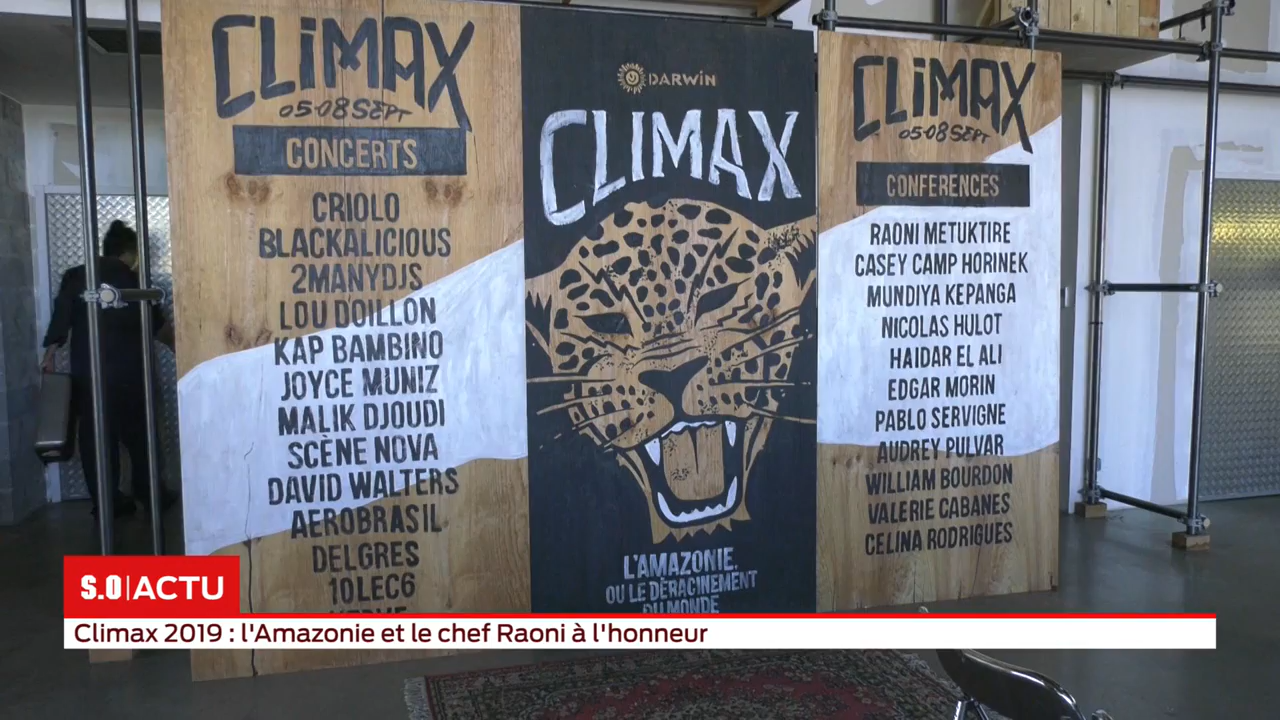 CLIMAX
05-08 SEPT
CONCERTS
CRIOLO
BLACKALICIOUS
2MANYDJS
LOU DOILLON
KAP BAMBINO
JOYCE MUNIZ
MALIK DJOUDI
SCÈNE NOVA
DAVID WALTERS
AEROBRASIL
DELGRES
10LEC6
DARWIN
CLIMAX
L'AMAZONIE,
OU LE DÉRACINEMENT
DU MONDE
CLIMAX
05-08 SEPT
CONFERENCES
RAONI METUKTIRE
CASEY CAMP HORINEK
MUNDIYA KEPANGA
NICOLAS HULOT
HAIDAR EL ALI
EDGAR MORIN
PABLO SERVIGNE
AUDREY PULVAR
WILLIAM BOURDON
VALERIE CABANES
CELINA RODRIGUES
S.O|ACTU
Climax 2019 : l'Amazonie et le chef Raoni à l'honneur